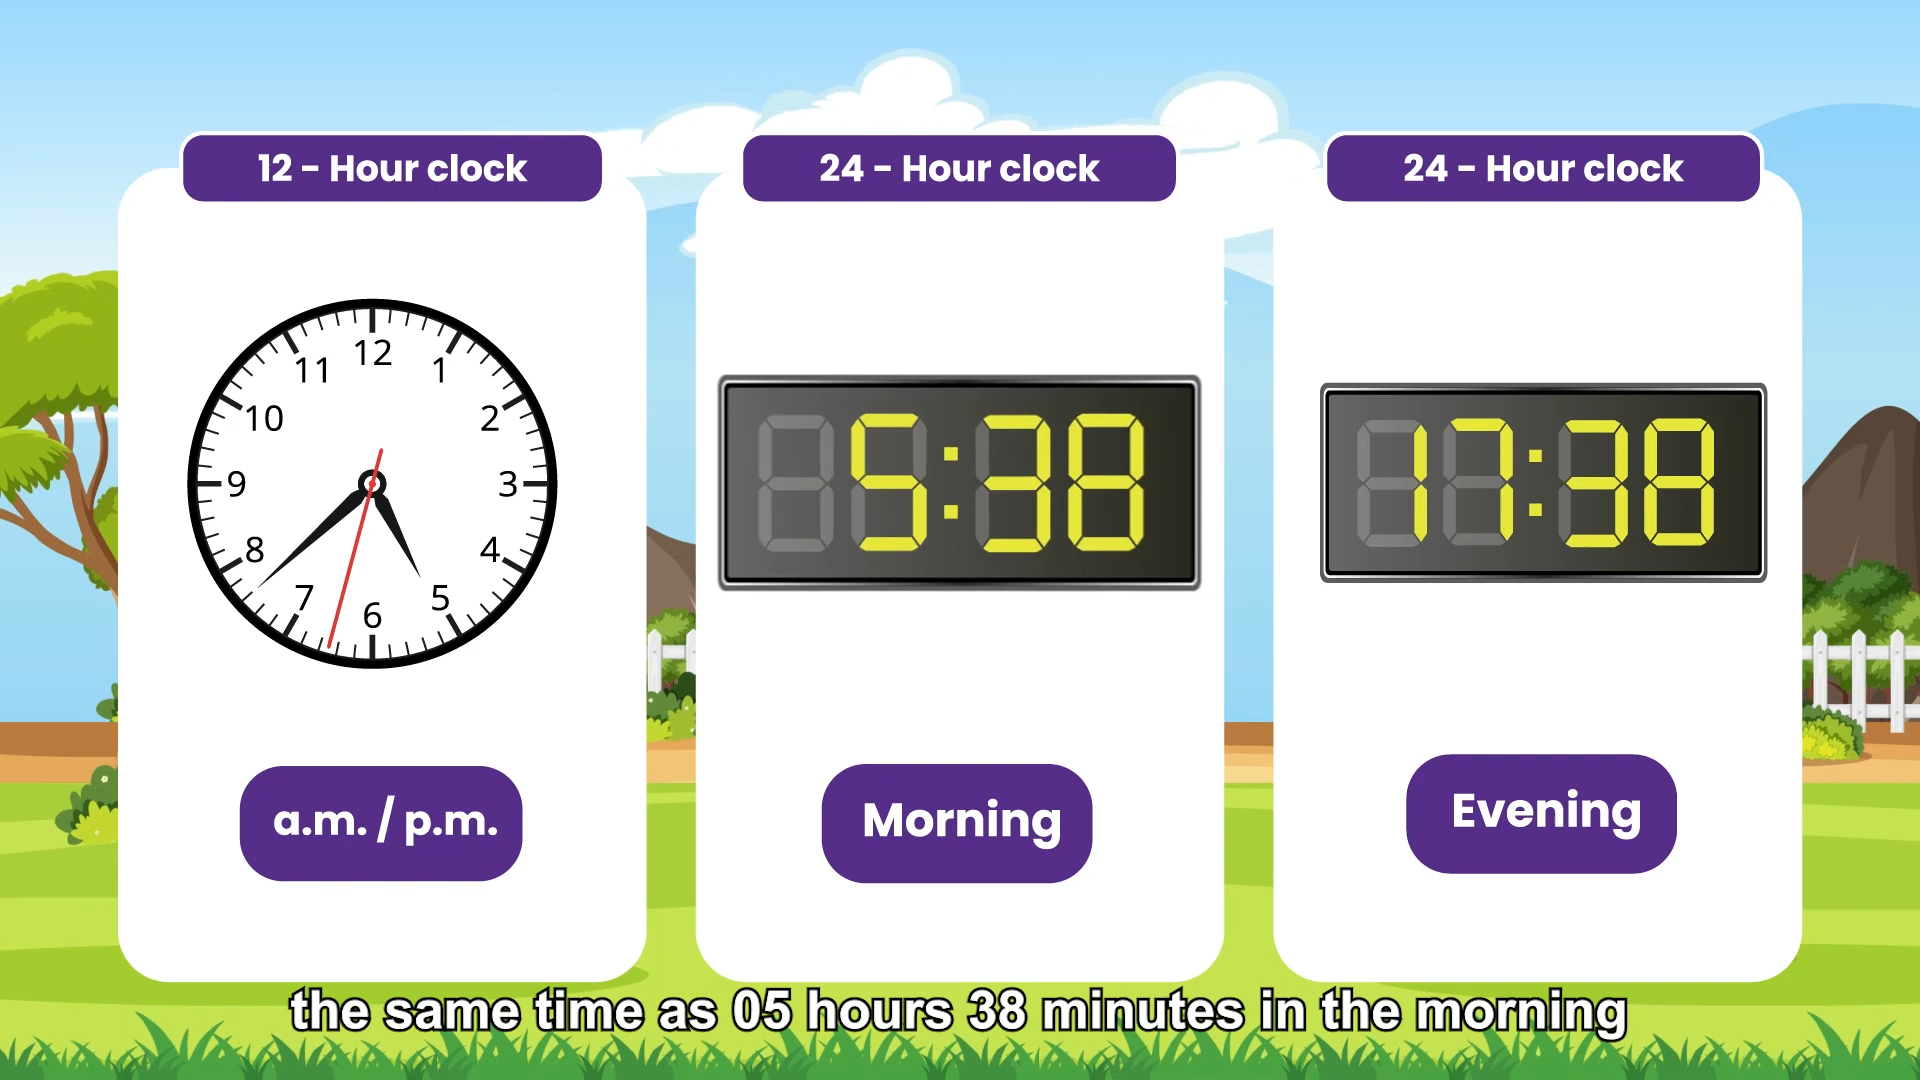 12 - Hour clock
24 - Hour clock
24 - Hour clock
12
11
1
10
2
9
3
8
4
7
5
6
5:38
17:38
a.m. / p.m.
Morning
Evening
the same time as 05 hours 38 minutes in the morning